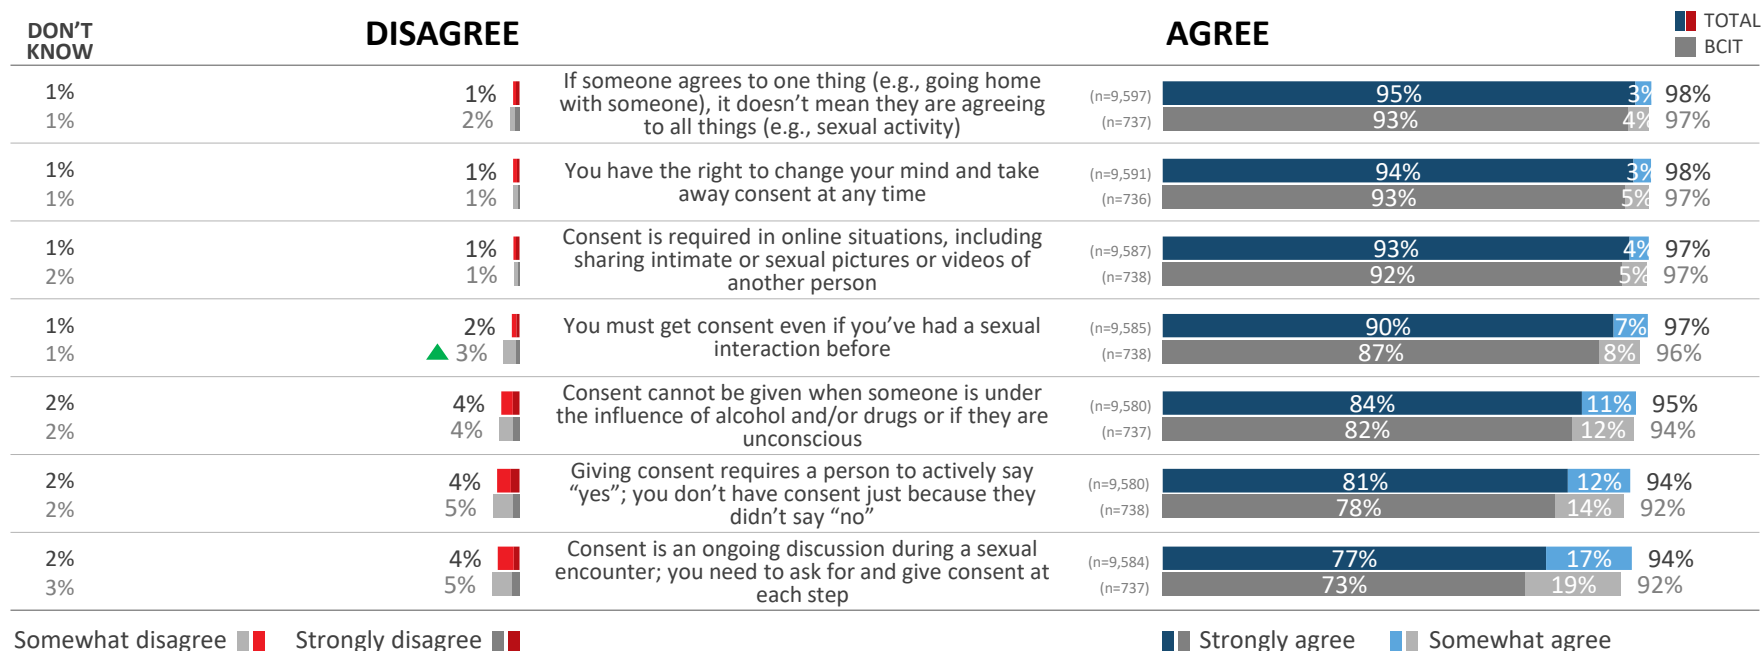 DON'T
KNOW
DISAGREE
AGREE
TOTAL
BCIT
1%
1%
1%
2%
If someone agrees to one thing (e.g., going home
with someone), it doesn't mean they are agreeing
to all things (e.g., sexual activity)
(n=9,597)
(n=737)
95%
3%
98%
93%
4%
97%
1%
1%
1%
1%
You have the right to change your mind and take
away consent at any time
(n=9,591)
(n=736)
94%
3%
98%
93%
5%
97%
1%
2%
1%
1%
Consent is required in online situations, including
sharing intimate or sexual pictures or videos of
another person
(n=9,587)
(n=738)
93%
4%
97%
92%
5%
97%
1%
1%
2%
3%
You must get consent even if you've had a sexual
interaction before
(n=9,585)
(n=738)
90%
7%
97%
87%
8%
96%
2%
2%
4%
4%
Consent cannot be given when someone is under
the influence of alcohol and/or drugs or if they are
unconscious
(n=9,580)
(n=737)
84%
11%
95%
82%
12%
94%
2%
2%
4%
5%
Giving consent requires a person to actively say
“yes”; you don't have consent just because they
didn't say “no”
(n=9,580)
(n=738)
81%
12%
94%
78%
14%
92%
2%
3%
4%
5%
Consent is an ongoing discussion during a sexual
encounter; you need to ask for and give consent at
each step
(n=9,584)
(n=737)
77%
17%
94%
73%
19%
92%
Somewhat disagree
Strongly disagree
Strongly agree
Somewhat agree